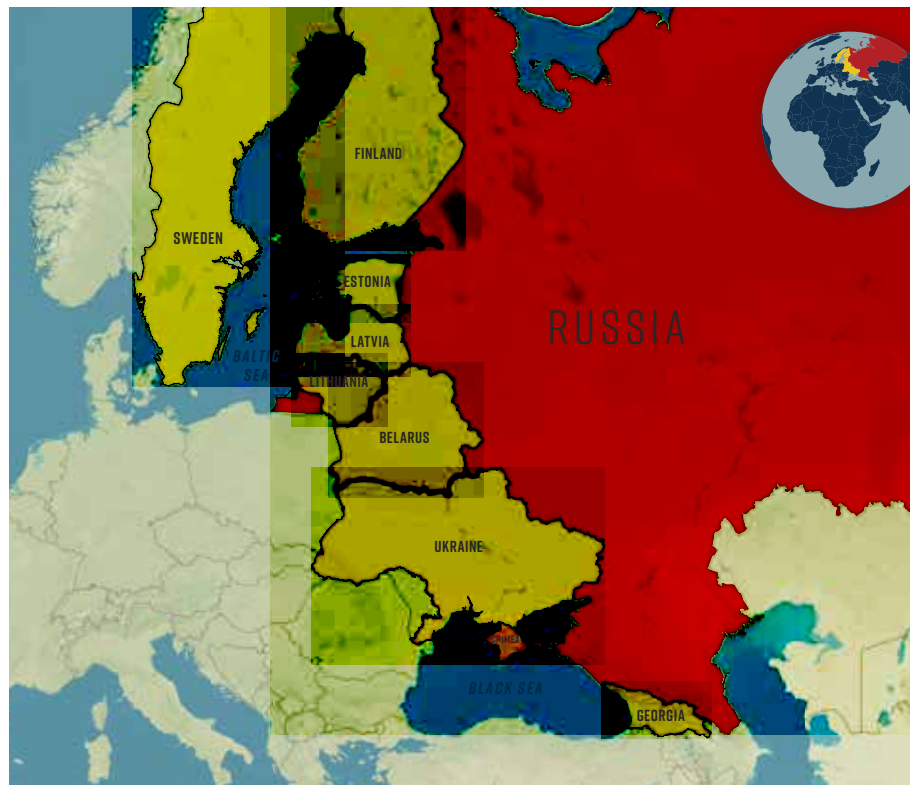 FINLAND
SWEDEN
ESTONIA
RUSSIA
LATVIA
BALTIC
SEA
LITHUANIA
BELARUS
UKRAINE
CRIMEA
BLACK SEA
GEORGIA